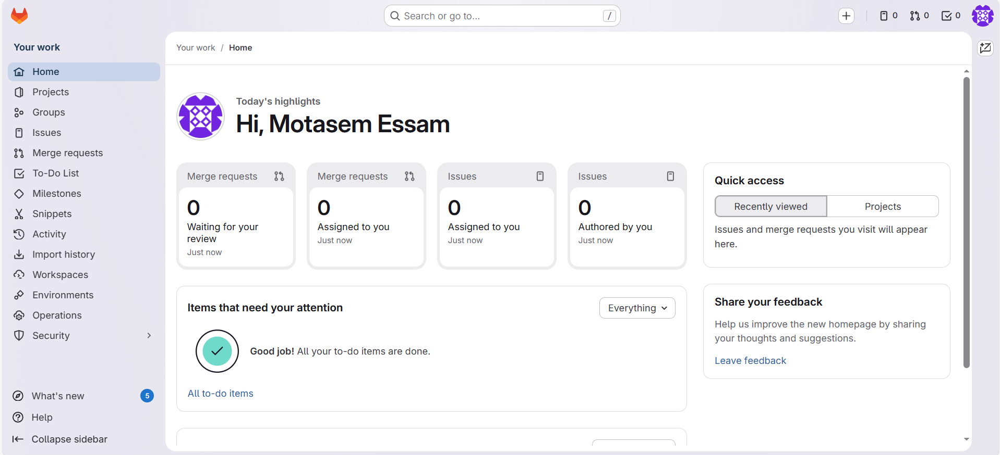 Search or go to...
/
0
0
0
Your work
Home
Projects
Groups
Issues
Merge requests
To-Do List
Milestones
Snippets
Activity
Import history
Workspaces
Environments
Operations
Security
What's new
5
Help
Collapse sidebar
Your work / Home
Today's highlights
Hi, Motasem Essam
Merge requests
0
Waiting for your
review
Just now
Merge requests
0
Assigned to you
Just now
Issues
0
Assigned to you
Just now
Issues
0
Authored by you
Just now
Quick access
Recently viewed
Projects
Issues and merge requests you visit will appear
here.
Items that need your attention
Everything
Good job! All your to-do items are done.
All to-do items
Share your feedback
Help us improve the new homepage by sharing
your thoughts and suggestions.
Leave feedback